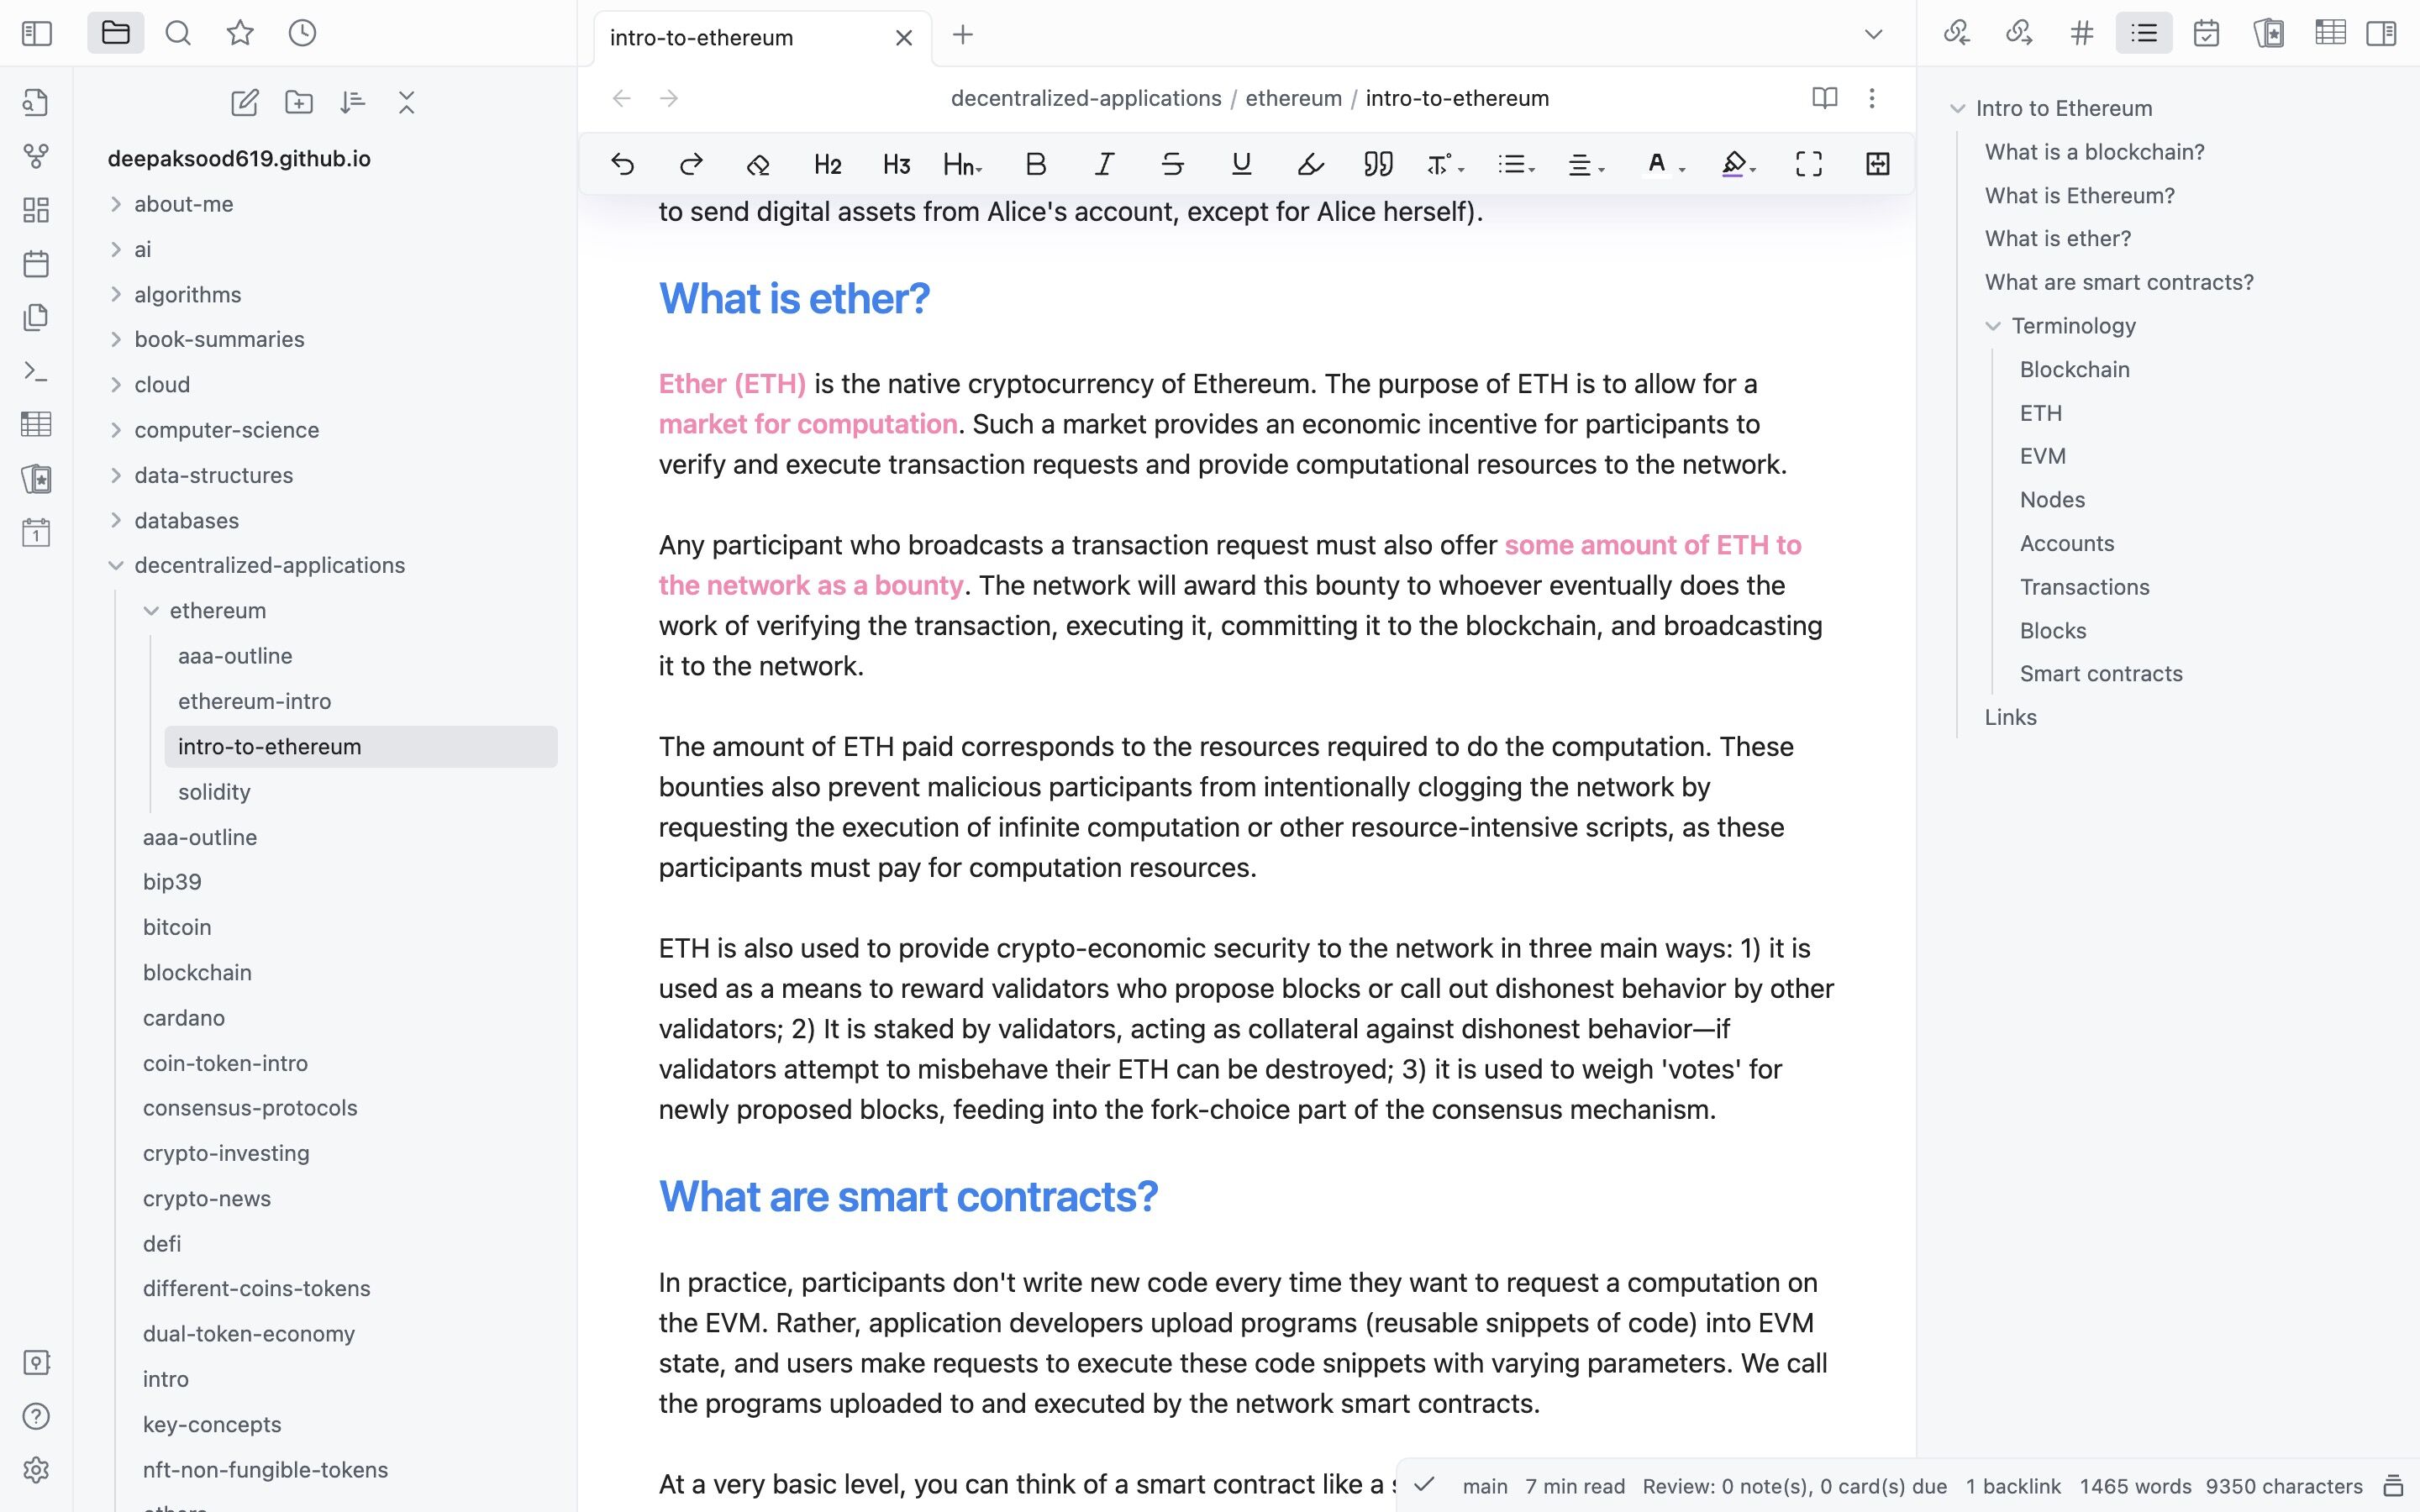 intro-to-ethereum
decentralized-applications / ethereum / intro-to-ethereum
H2 H3 Hn
deepaksood619.github.io
about-me
ai
algorithms
book-summaries
cloud
computer-science
data-structures
databases
decentralized-applications
ethereum
aaa-outline
ethereum-intro
intro-to-ethereum
solidity
aaa-outline
bip39
bitcoin
blockchain
cardano
coin-token-intro
consensus-protocols
crypto-investing
crypto-news
defi
different-coins-tokens
dual-token-economy
intro
key-concepts
nft-non-fungible-tokens
to send digital assets from Alice's account, except for Alice herself).
What is ether?
Ether (ETH) is the native cryptocurrency of Ethereum. The purpose of ETH is to allow for a
market for computation. Such a market provides an economic incentive for participants to
verify and execute transaction requests and provide computational resources to the network.
Any participant who broadcasts a transaction request must also offer some amount of ETH to
the network as a bounty. The network will award this bounty to whoever eventually does the
work of verifying the transaction, executing it, committing it to the blockchain, and broadcasting
it to the network.
The amount of ETH paid corresponds to the resources required to do the computation. These
bounties also prevent malicious participants from intentionally clogging the network by
requesting the execution of infinite computation or other resource-intensive scripts, as these
participants must pay for computation resources.
ETH is also used to provide crypto-economic security to the network in three main ways: 1) it is
used as a means to reward validators who propose blocks or call out dishonest behavior by other
validators; 2) It is staked by validators, acting as collateral against dishonest behavior—if
validators attempt to misbehave their ETH can be destroyed; 3) it is used to weigh 'votes' for
newly proposed blocks, feeding into the fork-choice part of the consensus mechanism.
What are smart contracts?
In practice, participants don't write new code every time they want to request a computation on
the EVM. Rather, application developers upload programs (reusable snippets of code) into EVM
state, and users make requests to execute these code snippets with varying parameters. We call
the programs uploaded to and executed by the network smart contracts.
At a very basic level, you can think of a smart contract like a
Intro to Ethereum
What is a blockchain?
What is Ethereum?
What is ether?
What are smart contracts?
Terminology
Blockchain
ETH
EVM
Nodes
Accounts
Transactions
Blocks
Smart contracts
Links
main 7 min read Review: 0 note(s), 0 card(s) due 1 backlink 1465 words 9350 characters